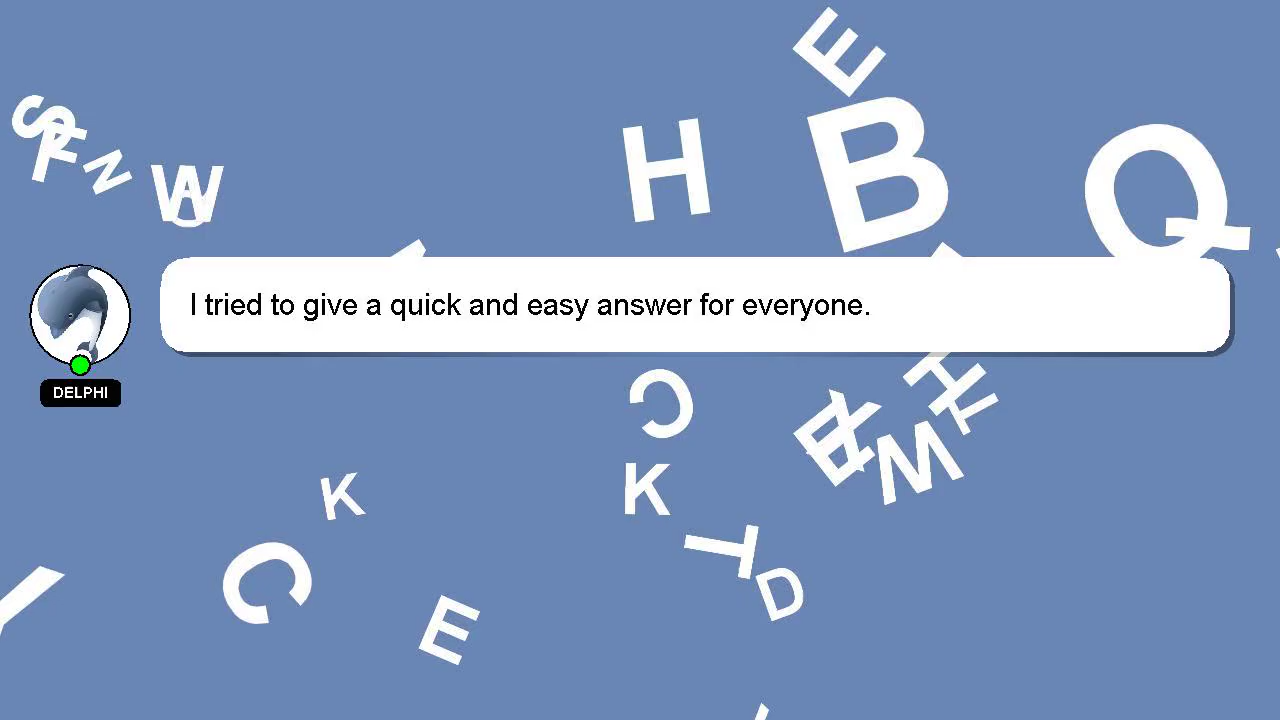 E
S
F
N
W
H
B
Q
I tried to give a quick and easy answer for everyone.
DELPHI
C
H
E
M
K
K
T
D
C
E